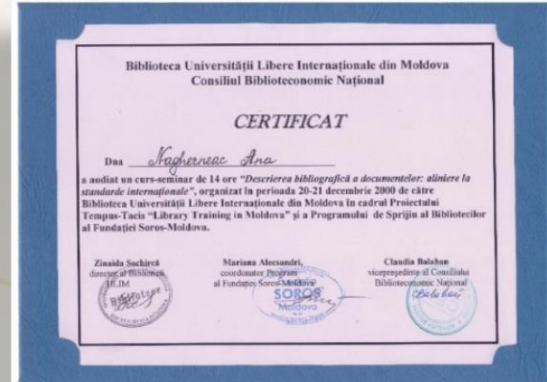 Biblioteca Universității Libere Internaționale din Moldova
Consiliul Biblioteconomic Național
CERTIFICAT
Dna Nagherneac Ana
a audiat un curs-seminar de 14 ore "Descrierea bibliografică a documentelor: aliniere la
standarde internaționale", organizat în perioada 20-21 decembrie 2000 de către
Biblioteca Universității Libere Internaționale din Moldova în cadrul Proiectului
Tempus-Tacis "Library Training in Moldova" și a Programului de Sprijin al Bibliotecilor
al Fundației Soros-Moldova.
Zinaida Sochircă
director al Bibliotecii
ULIM
Mariana Alecsandri,
coordonator Program
al Fundației Soros-Moldova
SOROS
Moldova
Claudia Balaban
vicepreședinte al Consiliului
Biblioteconomic Național